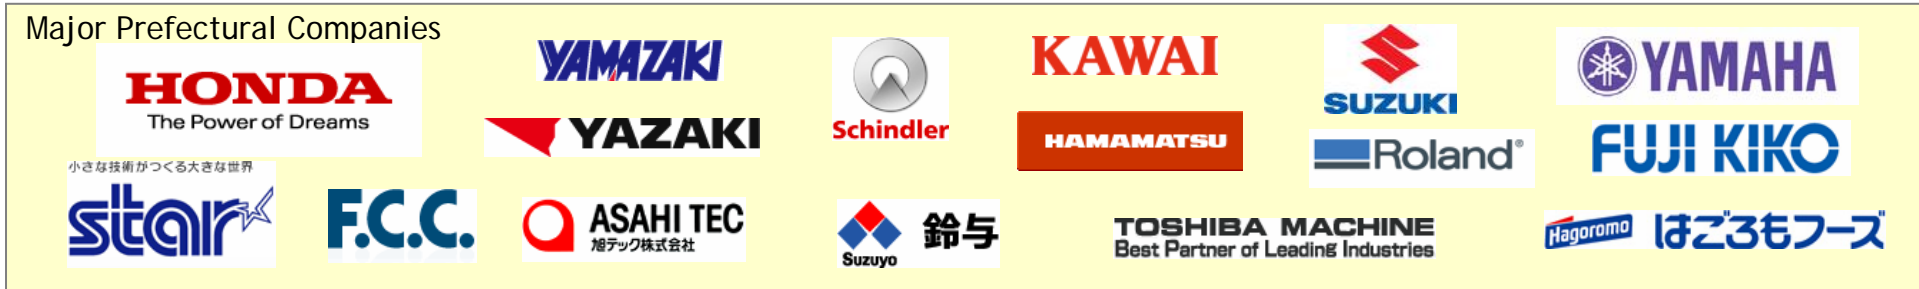 Major Prefectural Companies
HONDA
The Power of Dreams
YAMAZAKI
YAZAKI
Schindler
KAWAI
HAMAMATSU
SUZUKI
Roland®
YAMAHA
FUJI KIKO
小さな技術がつくる大きな世界
star
F.C.C.
ASAHI TEC
旭テック株式会社
Suzuyo
鈴与
TOSHIBA MACHINE
Best Partner of Leading Industries
Hagoromo はごろもフーズ